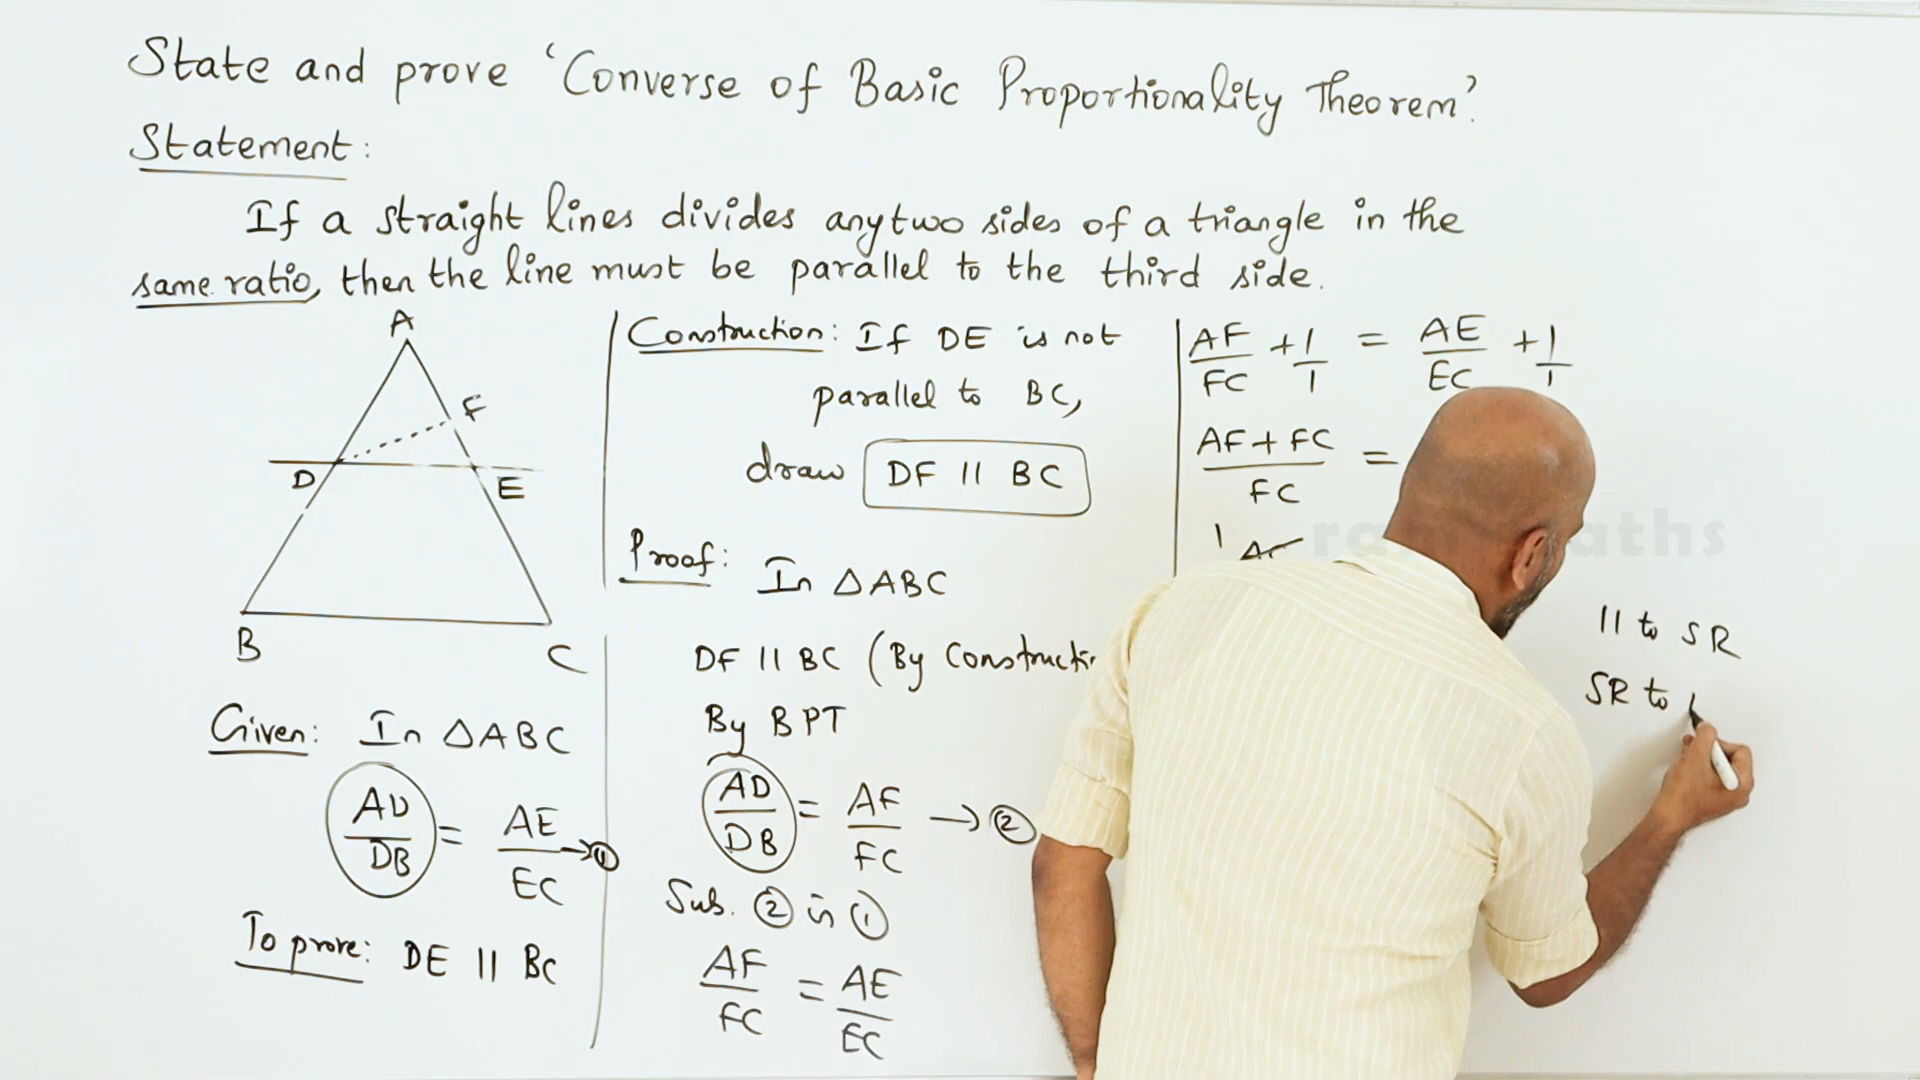 State and prove 'Converse of Basic Proportionality Theorem'.
Statement:
If a straight lines divides any two sides of a triangle in the
same ratio, then the line must be parallel to the third side.
A
F
D
E
B
C
Given: In △ABC
AD/DB = AE/EC → ①
To prove: DE || BC
Construction: If DE is not
parallel to BC,
draw DF || BC
Proof: In △ABC
DF || BC (By Constructi
By BPT
AD/DB = AF/FC → ②
Sub. ② in ①
AF/FC = AE/EC
AF/FC + 1/1 = AE/EC + 1/1
AF + FC/FC =
|| to SR
SR to